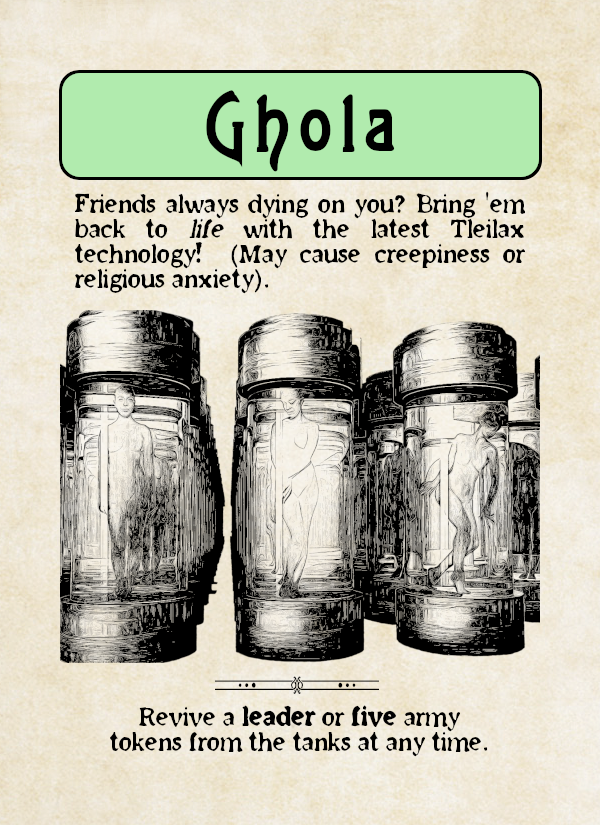 Ghola
Friends always dying on you? Bring 'em
back to life with the latest Tleilax
technology! (May cause creepiness or
religious anxiety).
Revive a leader or five army
tokens from the tanks at any time.